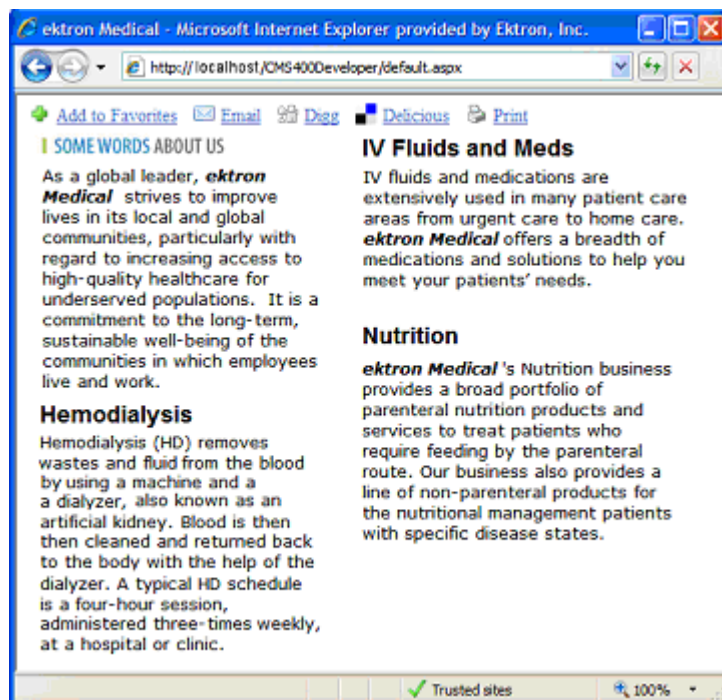 ektron Medical - Microsoft Internet Explorer provided by Ektron, Inc.
http://localhost/CMS400Developer/default.aspx
Add to Favorites Email Digg Delicious Print
SOME WORDS ABOUT US
As a global leader, ektron
Medical strives to improve
lives in its local and global
communities, particularly with
regard to increasing access to
high-quality healthcare for
underserved populations. It is a
commitment to the long-term,
sustainable well-being of the
communities in which employees
live and work.
Hemodialysis
Hemodialysis (HD) removes
wastes and fluid from the blood
by using a machine and a
a dialyzer, also known as an
artificial kidney. Blood is then
then cleaned and returned back
to the body with the help of the
dialyzer. A typical HD schedule
is a four-hour session,
administered three-times weekly,
at a hospital or clinic.
IV Fluids and Meds
IV fluids and medications are
extensively used in many patient care
areas from urgent care to home care.
ektron Medical offers a breadth of
medications and solutions to help you
meet your patients' needs.
Nutrition
ektron Medical 's Nutrition business
provides a broad portfolio of
parenteral nutrition products and
services to treat patients who
require feeding by the parenteral
route. Our business also provides a
line of non-parenteral products for
the nutritional management patients
with specific disease states.
Trusted sites 100%